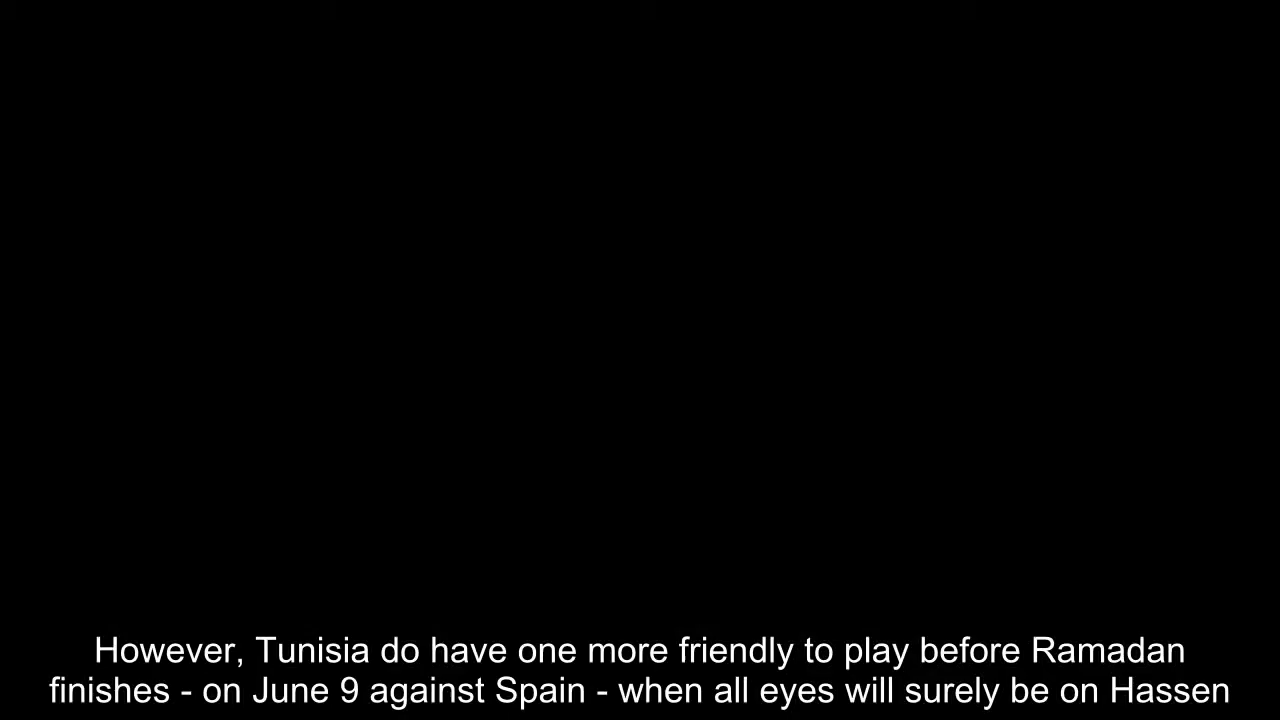 However, Tunisia do have one more friendly to play before Ramadan
finishes - on June 9 against Spain - when all eyes will surely be on Hassen